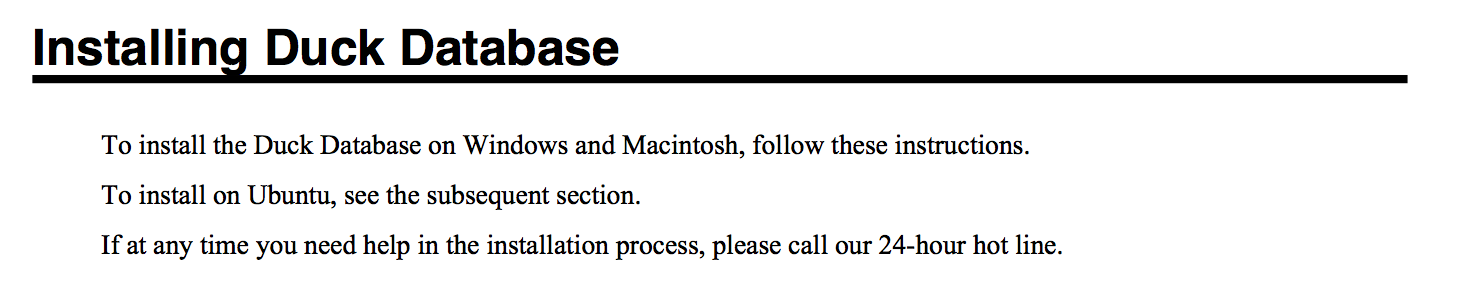 Installing Duck Database
To install the Duck Database on Windows and Macintosh, follow these instructions.
To install on Ubuntu, see the subsequent section.
If at any time you need help in the installation process, please call our 24-hour hot line.